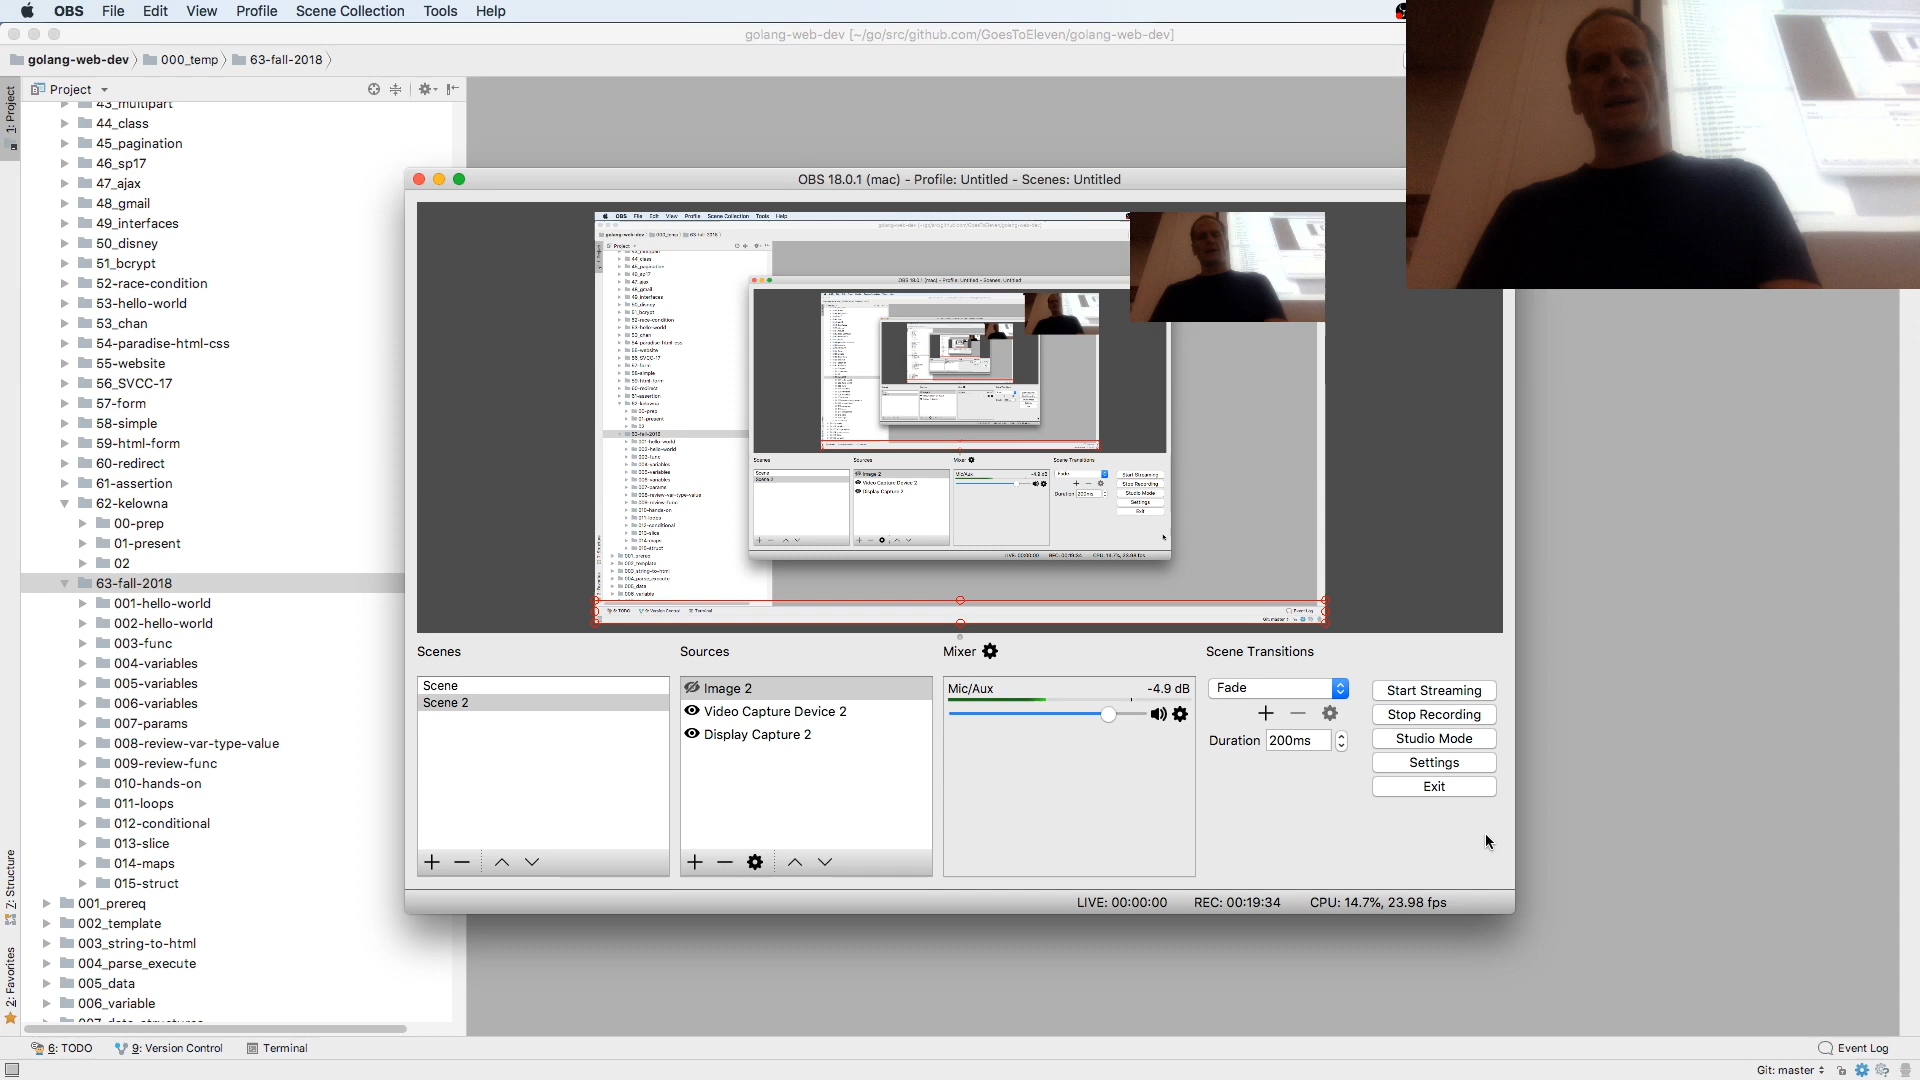 OBS File Edit View Profile Scene Collection Tools Help
golang-web-dev [~/go/src/github.com/GoesToEleven/golang-web-dev]
golang-web-dev 000_temp 63-fall-2018
Project
1: Project
43_multipart
44_class
45_pagination
46_sp17
47_ajax
48_gmail
49_interfaces
50_disney
51_bcrypt
52-race-condition
53-hello-world
53_chan
54-paradise-html-css
55-website
56_SVCC-17
57-form
58-simple
59-html-form
60-redirect
61-assertion
62-kelowna
00-prep
01-present
02
63-fall-2018
001-hello-world
002-hello-world
003-func
004-variables
005-variables
006-variables
007-params
008-review-var-type-value
009-review-func
010-hands-on
011-loops
012-conditional
013-slice
014-maps
015-struct
001_prereq
002_template
003_string-to-html
004_parse_execute
005_data
006_variable
7: Structure
2: Favorites
OBS 18.0.1 (mac) - Profile: Untitled - Scenes: Untitled
Scenes
Scene
Scene 2
Sources
Image 2
Video Capture Device 2
Display Capture 2
Mixer
Mic/Aux -4.9 dB
Scene Transitions
Fade
Duration 200ms
Start Streaming
Stop Recording
Studio Mode
Settings
Exit
LIVE: 00:00:00 REC: 00:19:34 CPU: 14.7%, 23.98 fps
6: TODO 9: Version Control Terminal
Event Log
Git: master